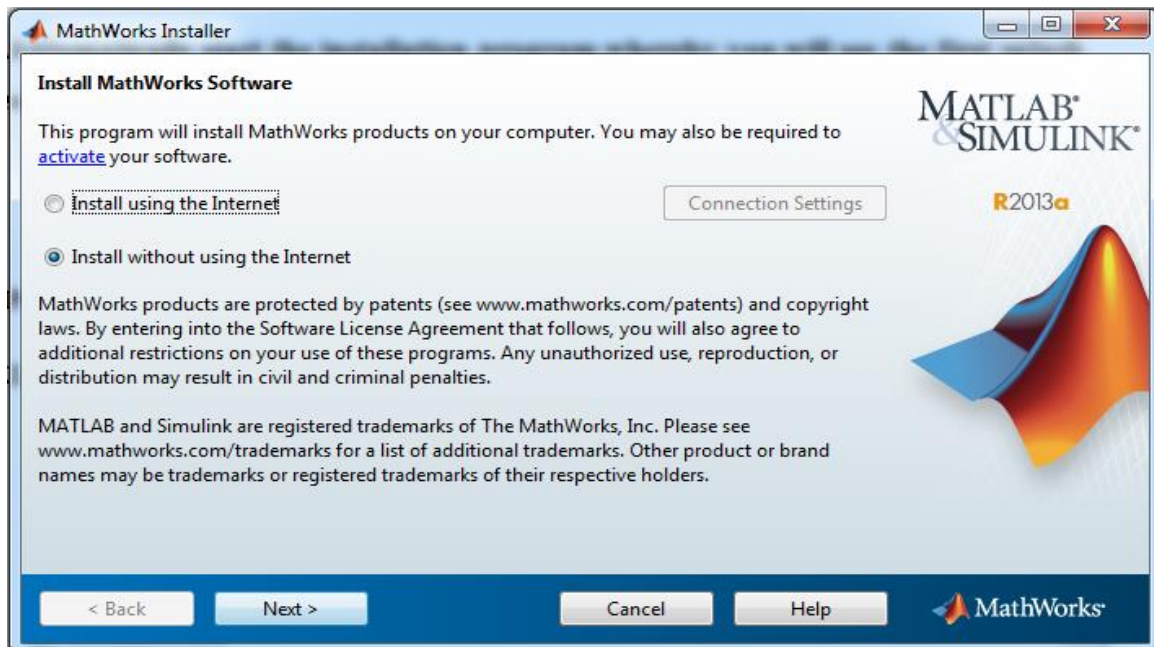 MathWorks Installer
Install MathWorks Software
This program will install MathWorks products on your computer. You may also be required to
activate your software.
Install using the Internet
Connection Settings
Install without using the Internet
MathWorks products are protected by patents (see www.mathworks.com/patents) and copyright
laws. By entering into the Software License Agreement that follows, you will also agree to
additional restrictions on your use of these programs. Any unauthorized use, reproduction, or
distribution may result in civil and criminal penalties.
MATLAB and Simulink are registered trademarks of The MathWorks, Inc. Please see
www.mathworks.com/trademarks for a list of additional trademarks. Other product or brand
names may be trademarks or registered trademarks of their respective holders.
MATLAB®
&SIMULINK®
R2013a
< Back
Next >
Cancel
Help
MathWorks®